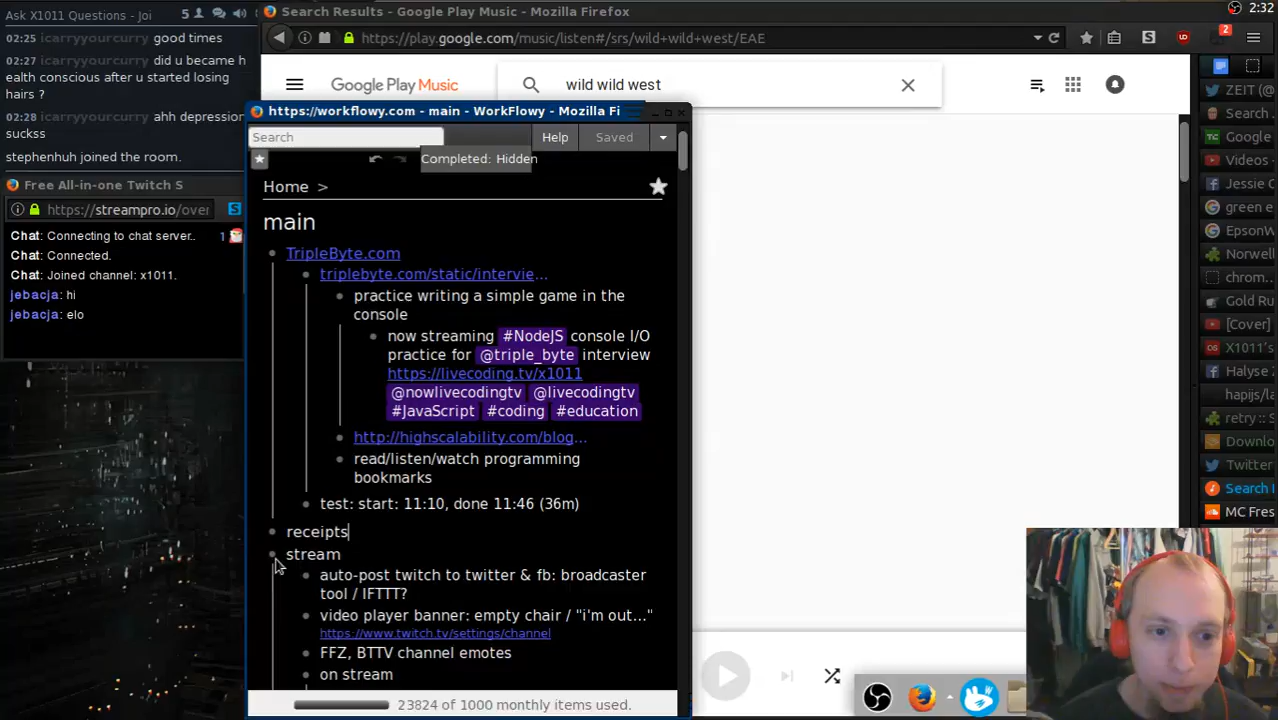 Ask X1011 Questions - Joi
5
02:25 icarryyourcurry good times
02:27 icarryyourcurry did u became h
ealth conscious after u started losing
hairs ?
02:28 icarryyourcurry ahh depression
suckss
stephenhuh joined the room.
Free All-in-one Twitch S
https://streampro.io/over
Chat: Connecting to chat server..
1
Chat: Connected.
Chat: Joined channel: x1011.
jebacja: hi
jebacja: elo
Search Results - Google Play Music - Mozilla Firefox
2:32
https://play.google.com/music/listen#/srs/wild+wild+west/EAE
2
Google Play Music
wild wild west
https://workflowy.com - main - WorkFlowy - Mozilla Fi
Search
Help
Saved
Completed: Hidden
Home >
main
TripleByte.com
triplebyte.com/static/intervie...
practice writing a simple game in the
console
now streaming #NodeJS console I/O
practice for @triple_byte interview
https://livecoding.tv/x1011
@nowlivecodingtv @livecodingtv
#JavaScript #coding #education
http://highscalability.com/blog...
read/listen/watch programming
bookmarks
test: start: 11:10, done 11:46 (36m)
receipts
stream
auto-post twitch to twitter & fb: broadcaster
tool / IFTTT?
video player banner: empty chair / "i'm out..."
https://www.twitch.tv/settings/channel
FFZ, BTTV channel emotes
on stream
23824 of 1000 monthly items used.
ZEIT (@
Search
Google
Videos -
Jessie C
green e
EpsonW
Norwell
chrom...
Gold Ru
[Cover]
X1011's
Halyse 2
hapijs/la
retry ::
Downlo
Twitter
Search
MC Fres